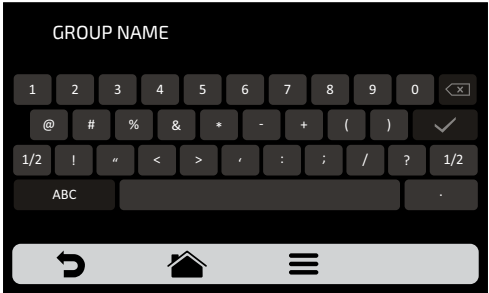 GROUP NAME
1 2 3 4 5 6 7 8 9 0
@ # % & * - + ( )
1/2 ! “ < > ‘ : ; / ? 1/2
ABC .